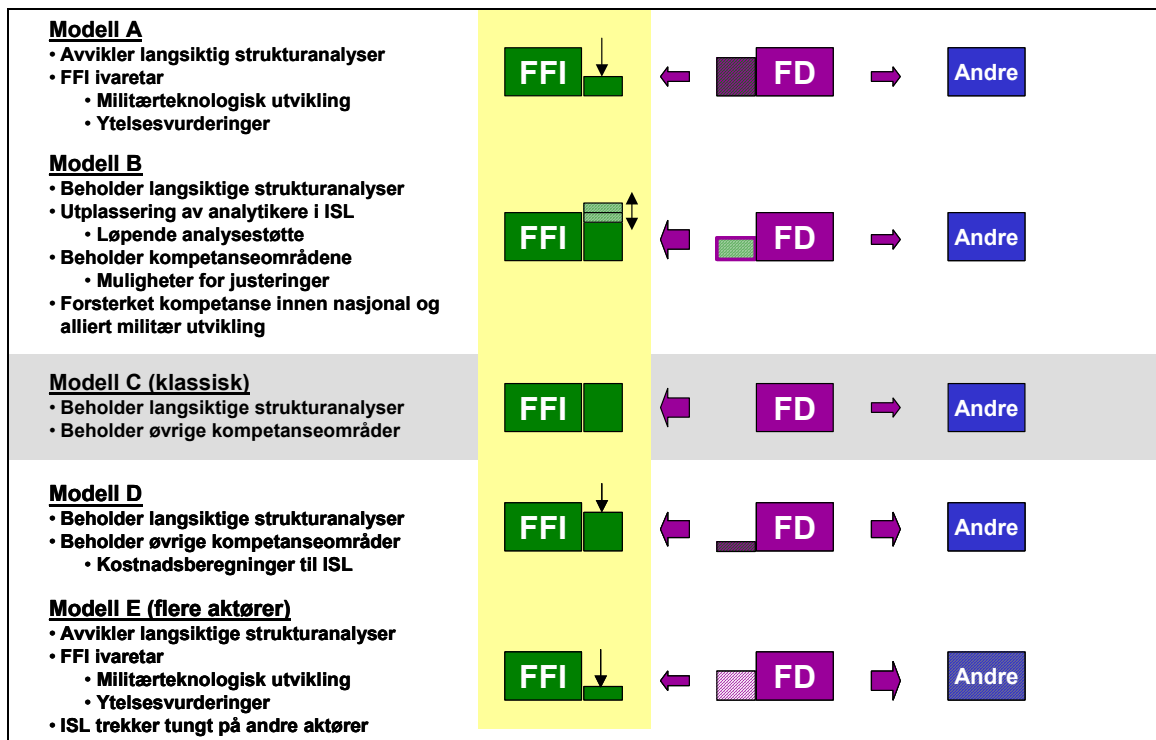 Modell A
• Avvikler langsiktig strukturanalyser
• FFI ivaretar
• Militærteknologisk utvikling
• Ytelsesvurderinger
FFI
FD
Andre
Modell B
• Beholder langsiktige strukturanalyser
• Utplassering av analytikere i ISL
• Løpende analysestøtte
• Beholder kompetanseområdene
• Muligheter for justeringer
• Forsterket kompetanse innen nasjonal og
alliert militær utvikling
FFI
FD
Andre
Modell C (klassisk)
• Beholder langsiktige strukturanalyser
• Beholder øvrige kompetanseområder
FFI
FD
Andre
Modell D
• Beholder langsiktige strukturanalyser
• Beholder øvrige kompetanseområder
• Kostnadsberegninger til ISL
FFI
FD
Andre
Modell E (flere aktører)
• Avvikler langsiktige strukturanalyser
• FFI ivaretar
• Militærteknologisk utvikling
• Ytelsesvurderinger
• ISL trekker tungt på andre aktører
FFI
FD
Andre